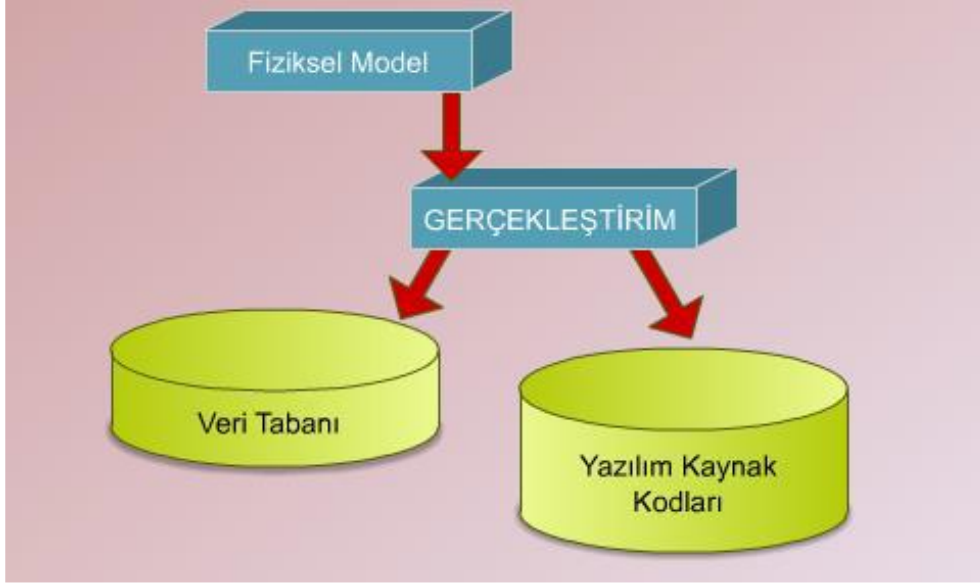 Fiziksel Model
GERÇEKLEŞTİRİM
Veri Tabanı
Yazılım Kaynak
Kodları